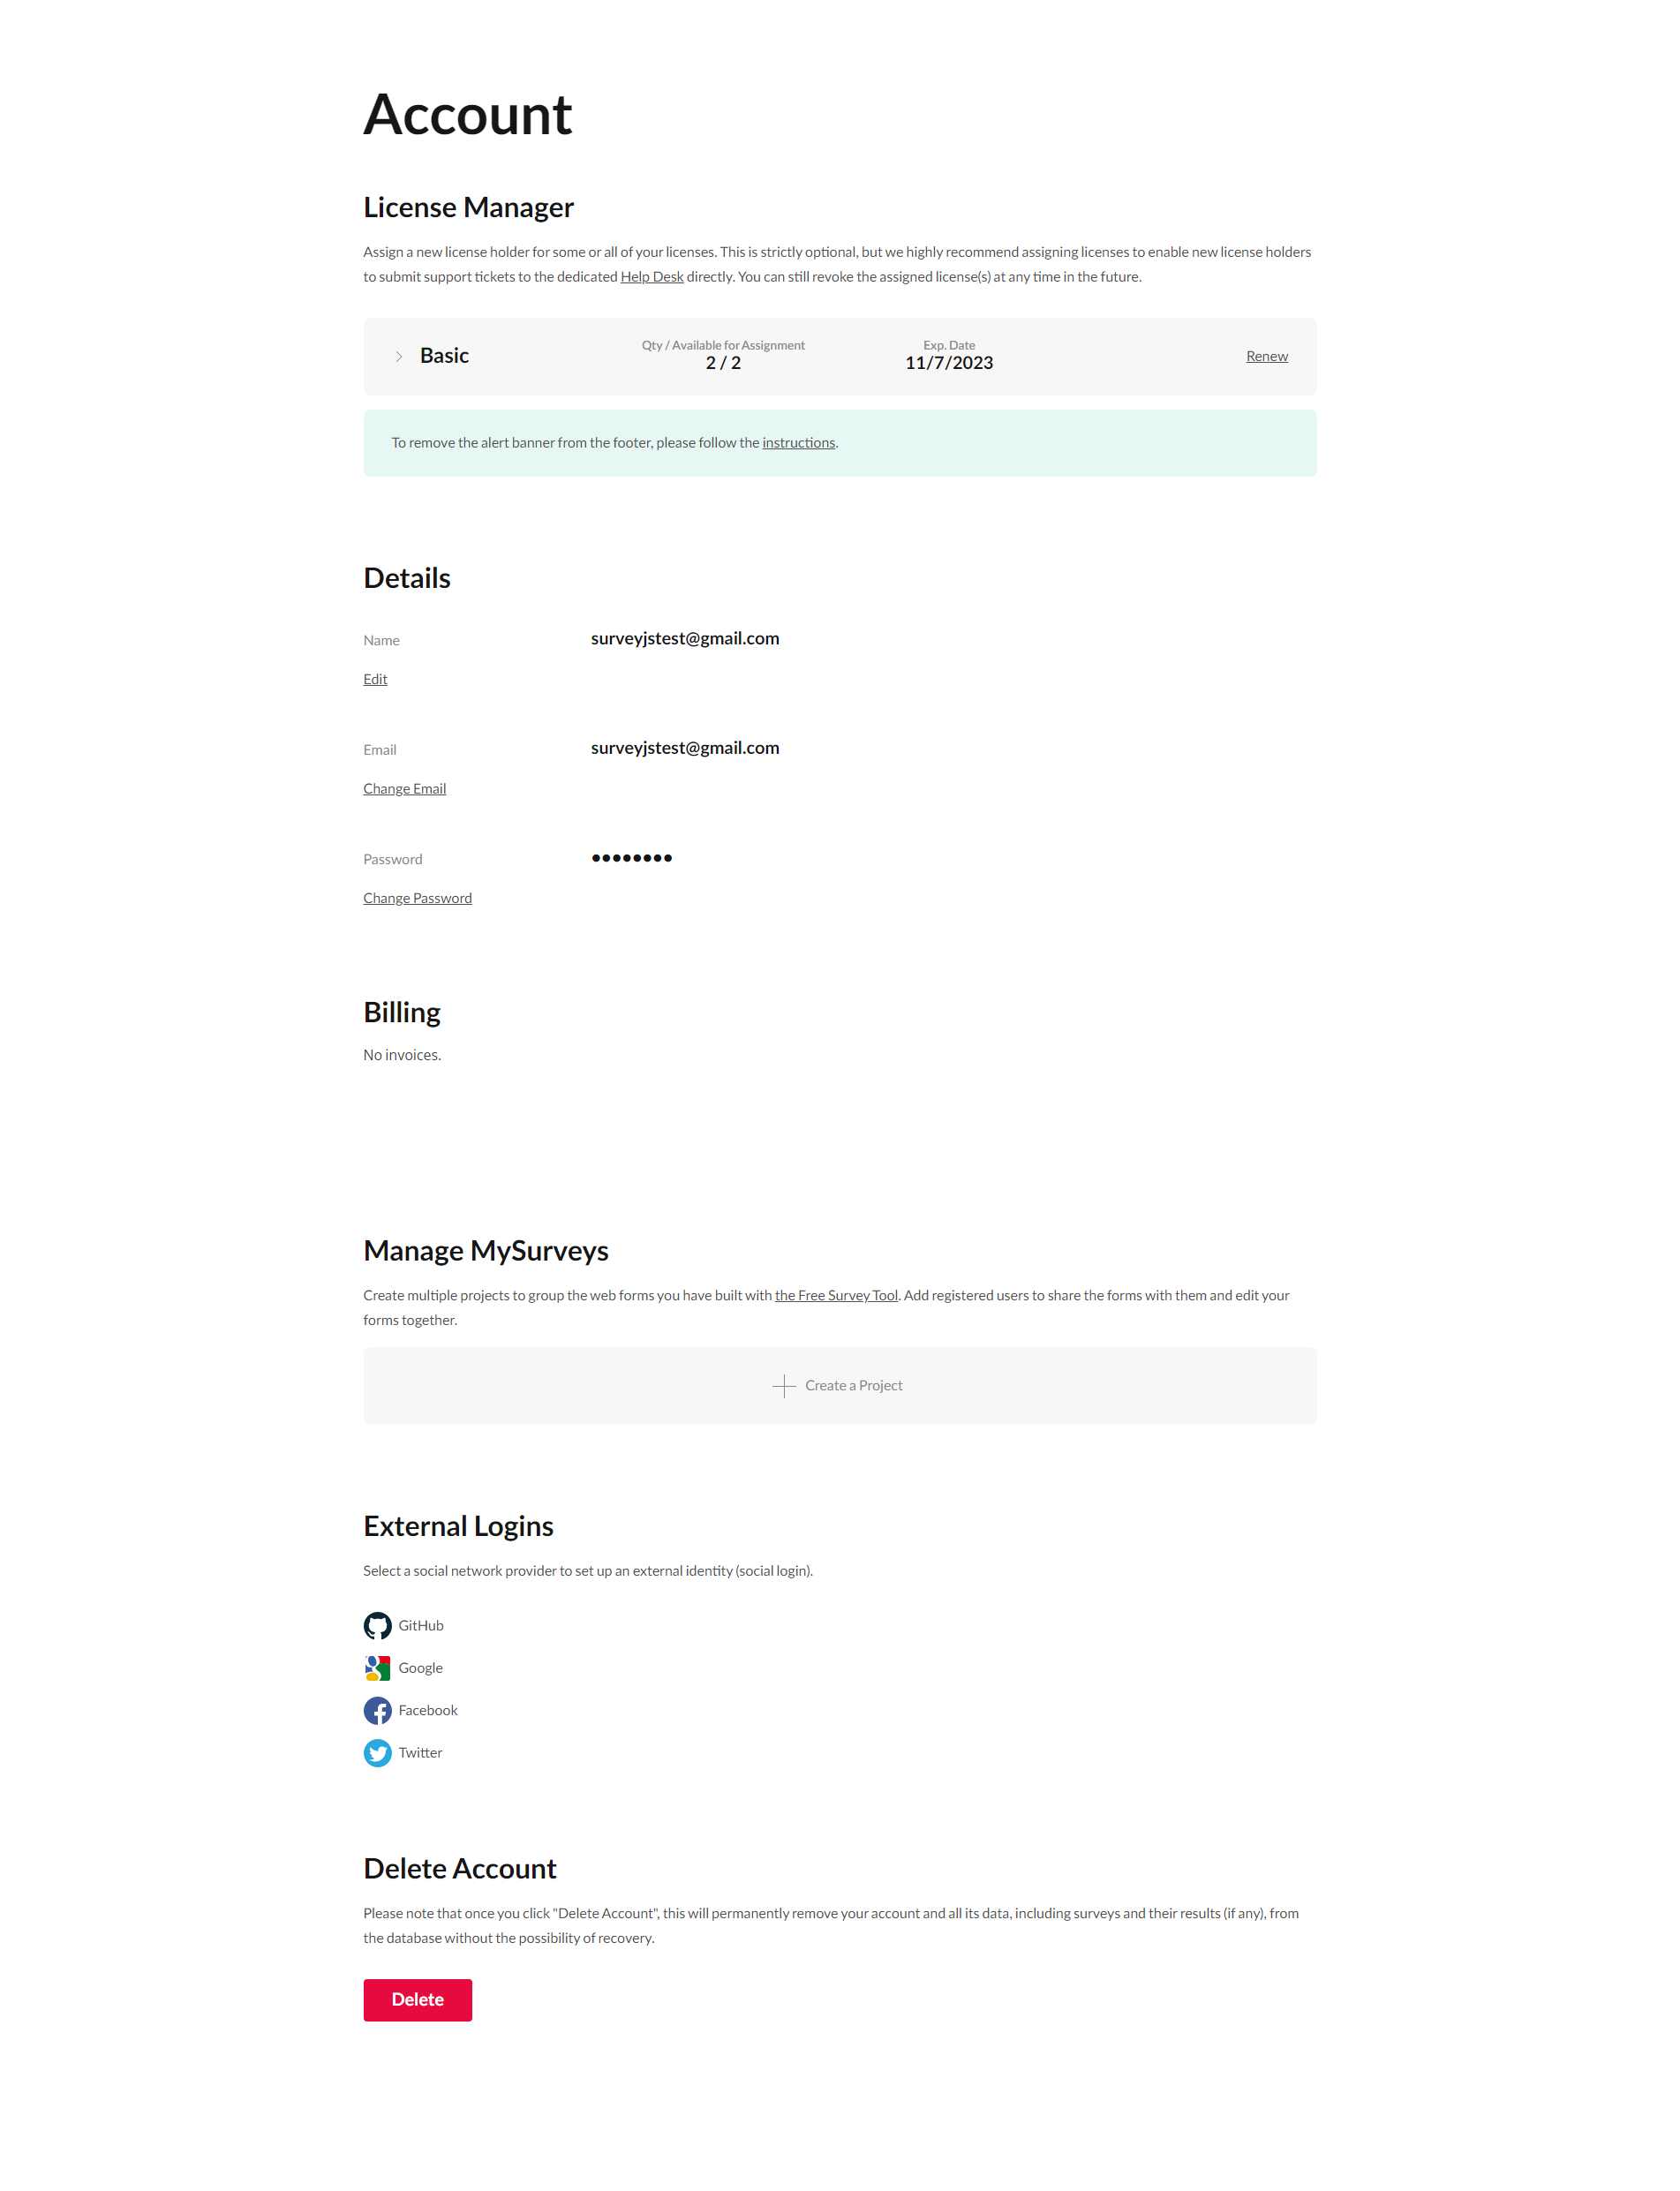 Account
License Manager
Assign a new license holder for some or all of your licenses. This is strictly optional, but we highly recommend assigning licenses to enable new license holders
to submit support tickets to the dedicated Help Desk directly. You can still revoke the assigned license(s) at any time in the future.
Basic
Qty / Available for Assignment
2 / 2
Exp. Date
11/7/2023
Renew
To remove the alert banner from the footer, please follow the instructions.
Details
Name surveyjstest@gmail.com
Edit
Email surveyjstest@gmail.com
Change Email
Password ●●●●●●●●
Change Password
Billing
No invoices.
Manage MySurveys
Create multiple projects to group the web forms you have built with the Free Survey Tool. Add registered users to share the forms with them and edit your
forms together.
Create a Project
External Logins
Select a social network provider to set up an external identity (social login).
GitHub
Google
Facebook
Twitter
Delete Account
Please note that once you click "Delete Account", this will permanently remove your account and all its data, including surveys and their results (if any), from
the database without the possibility of recovery.
Delete